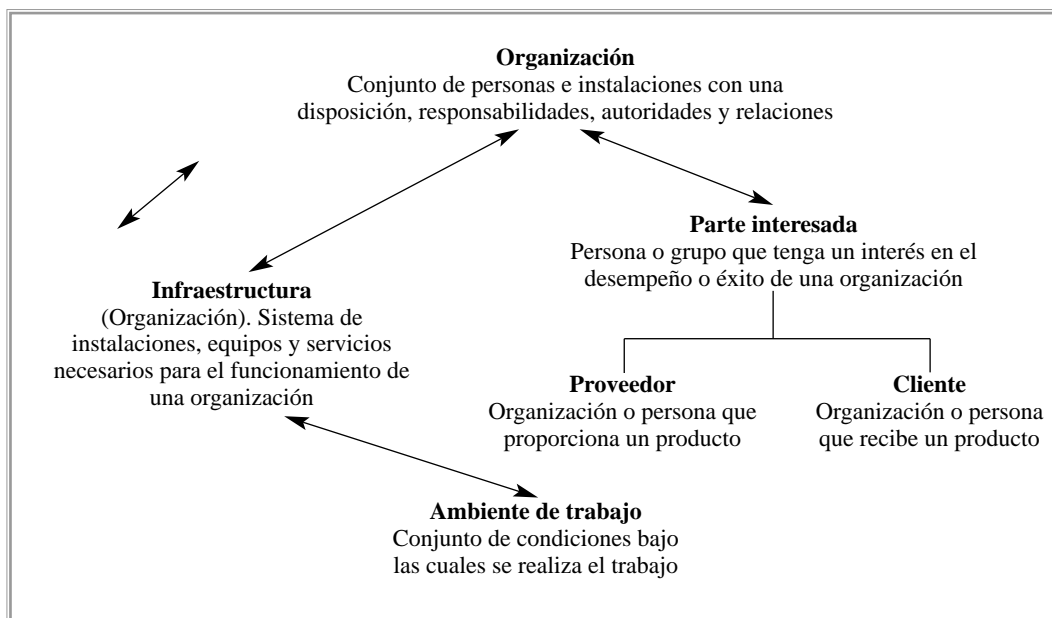 Organización
Conjunto de personas e instalaciones con una
disposición, responsabilidades, autoridades y relaciones
Parte interesada
Persona o grupo que tenga un interés en el
desempeño o éxito de una organización
Infraestructura
(Organización). Sistema de
instalaciones, equipos y servicios
necesarios para el funcionamiento de
una organización
Proveedor
Organización o persona que
proporciona un producto
Cliente
Organización o persona
que recibe un producto
Ambiente de trabajo
Conjunto de condiciones bajo
las cuales se realiza el trabajo